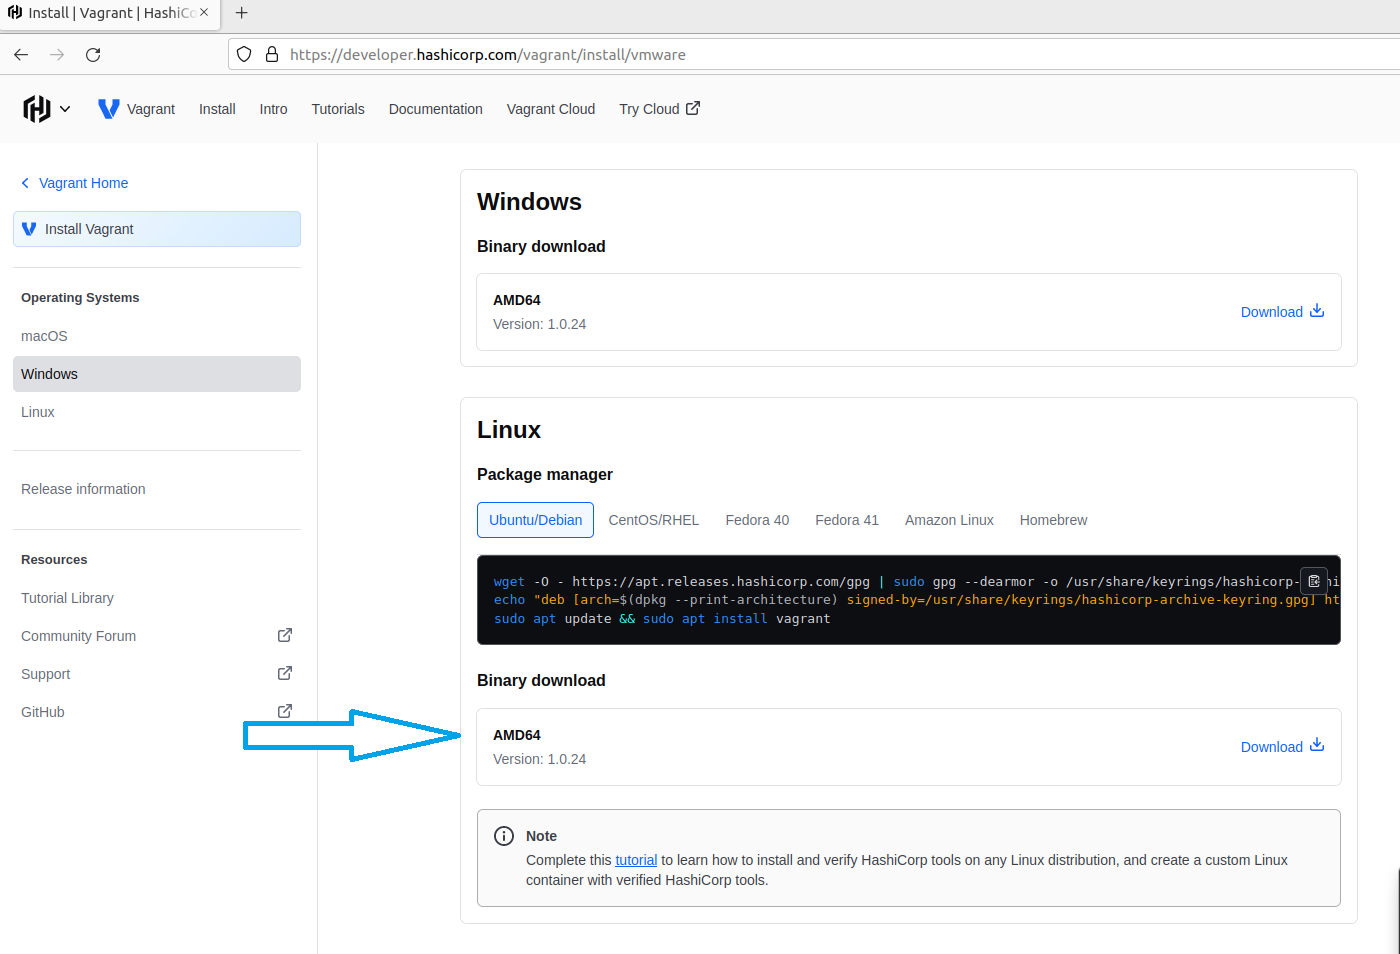 Install | Vagrant | HashiCo
https://developer.hashicorp.com/vagrant/install/vmware
Vagrant Install Intro Tutorials Documentation Vagrant Cloud Try Cloud
Vagrant Home
Install Vagrant
Operating Systems
macOS
Windows
Linux
Release information
Resources
Tutorial Library
Community Forum
Support
GitHub
Windows
Binary download
AMD64
Version: 1.0.24
Download
Linux
Package manager
Ubuntu/Debian CentOS/RHEL Fedora 40 Fedora 41 Amazon Linux Homebrew
wget -O - https://apt.releases.hashicorp.com/gpg | sudo gpg --dearmor -o /usr/share/keyrings/hashicorp-
echo "deb [arch=$(dpkg --print-architecture) signed-by=/usr/share/keyrings/hashicorp-archive-keyring.gpg] ht
sudo apt update && sudo apt install vagrant
Binary download
AMD64
Version: 1.0.24
Download
Note
Complete this tutorial to learn how to install and verify HashiCorp tools on any Linux distribution, and create a custom Linux
container with verified HashiCorp tools.